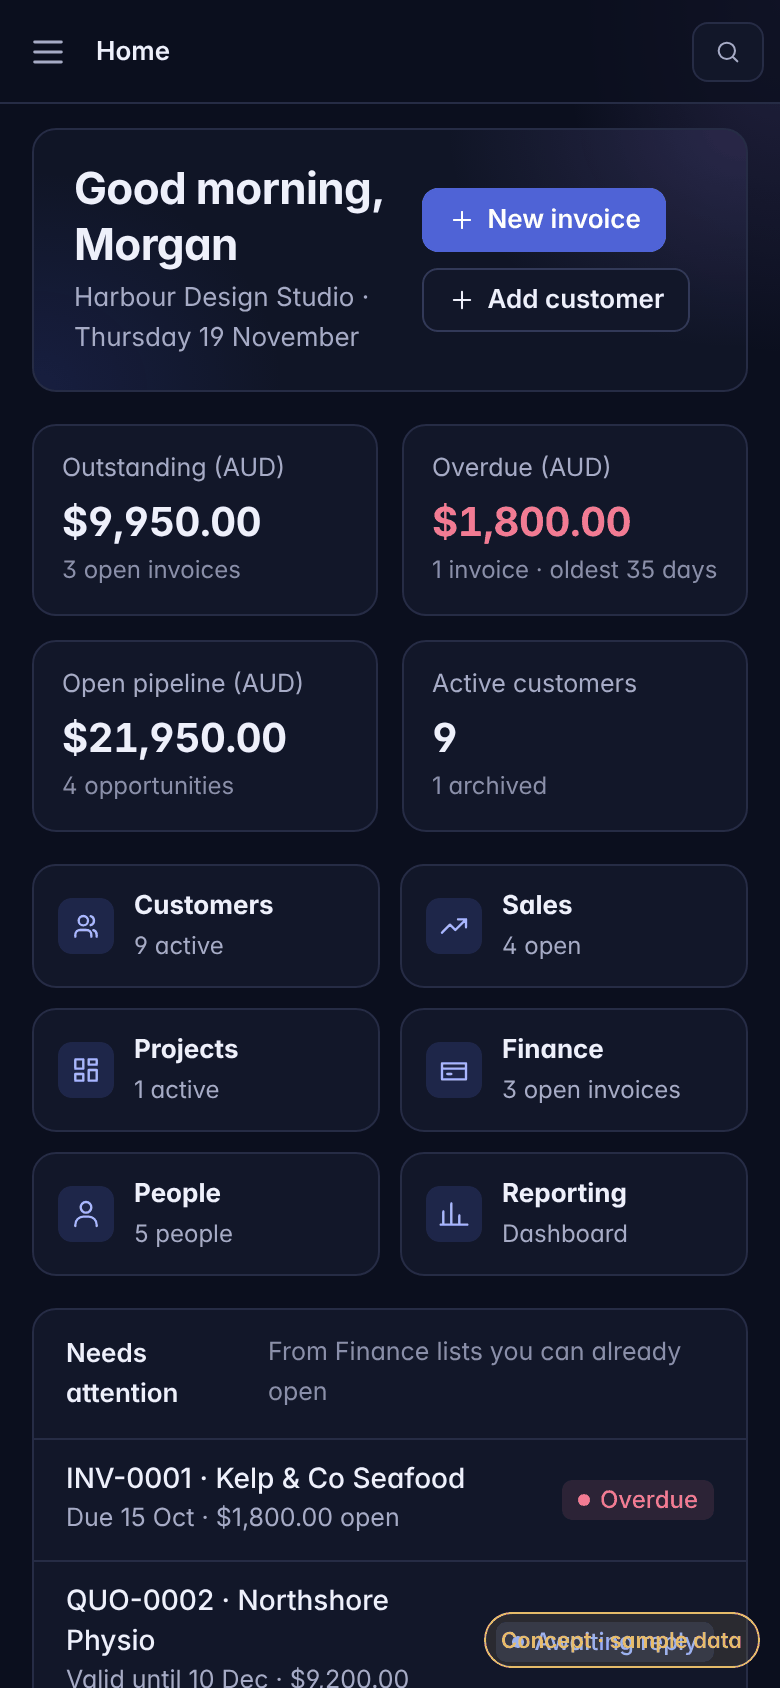 Home
Good morning,
Morgan
Harbour Design Studio ·
Thursday 19 November
New invoice
Add customer
Outstanding (AUD)
$9,950.00
3 open invoices
Overdue (AUD)
$1,800.00
1 invoice · oldest 35 days
Open pipeline (AUD)
$21,950.00
4 opportunities
Active customers
9
1 archived
Customers
9 active
Sales
4 open
Projects
1 active
Finance
3 open invoices
People
5 people
Reporting
Dashboard
Needs
attention
From Finance lists you can already
open
INV-0001 · Kelp & Co Seafood
Due 15 Oct · $1,800.00 open
Overdue
QUO-0002 · Northshore
Physio
Valid until 10 Dec · $9,200.00
Awaiting reply
Concept · sample data